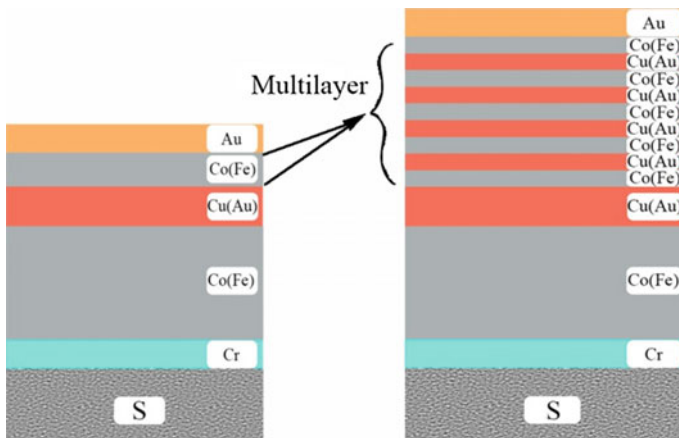 Multilayer
Au
Co(Fe)
Cu(Au)
Co(Fe)
Cr
S
Au
Co(Fe)
Cu(Au)
Co(Fe)
Cu(Au)
Co(Fe)
Cu(Au)
Co(Fe)
Cu(Au)
Co(Fe)
Cu(Au)
Co(Fe)
Cr
S